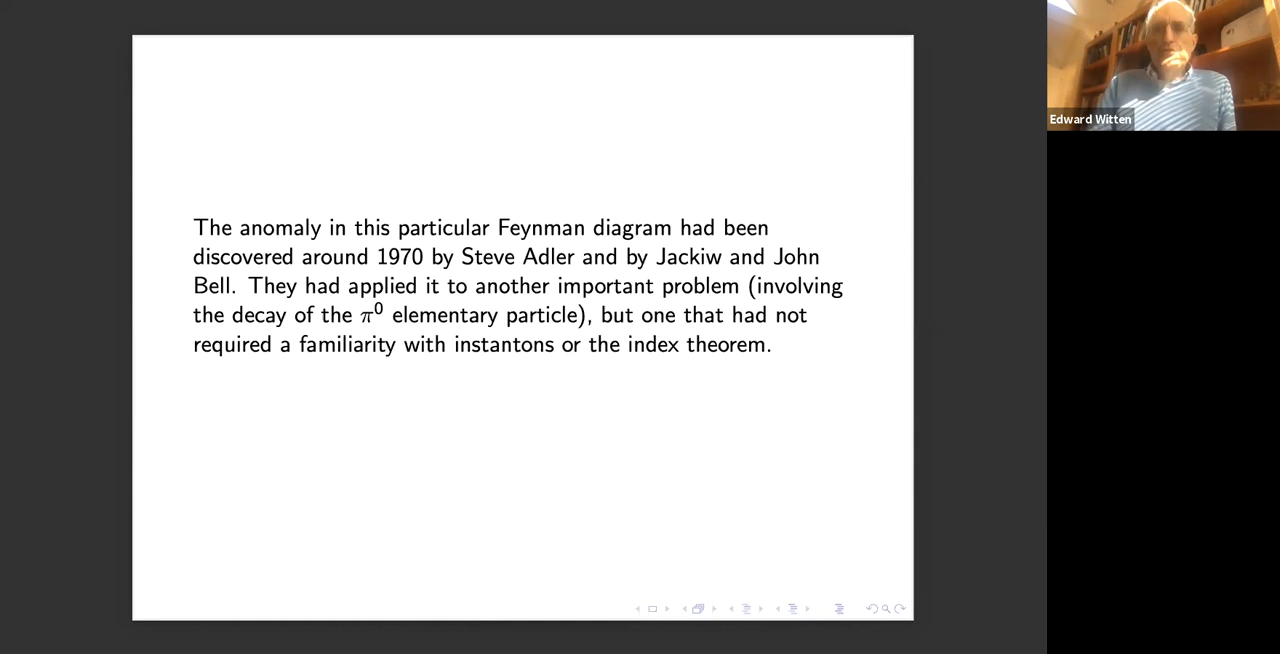 The anomaly in this particular Feynman diagram had been
discovered around 1970 by Steve Adler and by Jackiw and John
Bell. They had applied it to another important problem (involving
the decay of the π⁰ elementary particle), but one that had not
required a familiarity with instantons or the index theorem.
Edward Witten